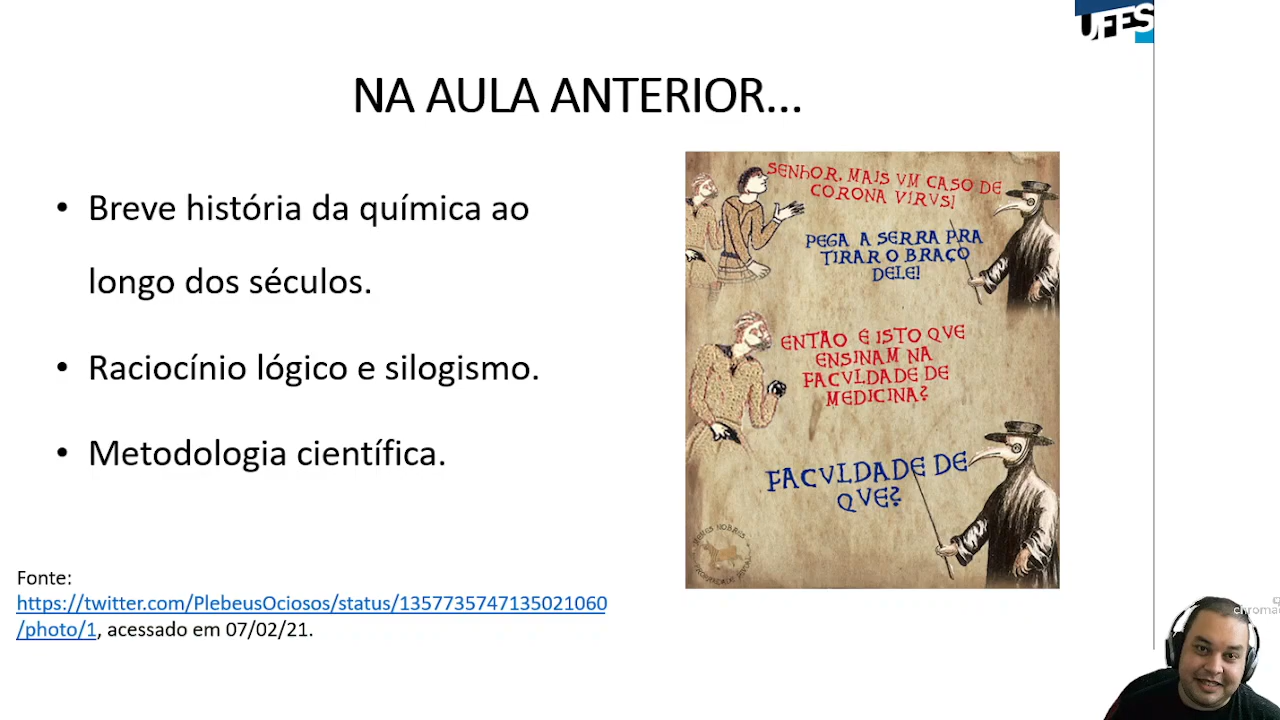 UFES
NA AULA ANTERIOR...
• Breve história da química ao
longo dos séculos.
• Raciocínio lógico e silogismo.
• Metodologia científica.
SENHOR, MAIS VM CASO DE
CORONA VIRVS!
PEGA A SERRA PRA
TIRAR O BRAÇO
DELE!
ENTÃO É ISTO QVE
ENSINAM NA
FACVLDADE DE
MEDICINA?
FACVLDADE DE
QVE?
Fonte:
https://twitter.com/PlebeusOciosos/status/1357735747135021060
/photo/1, acessado em 07/02/21.